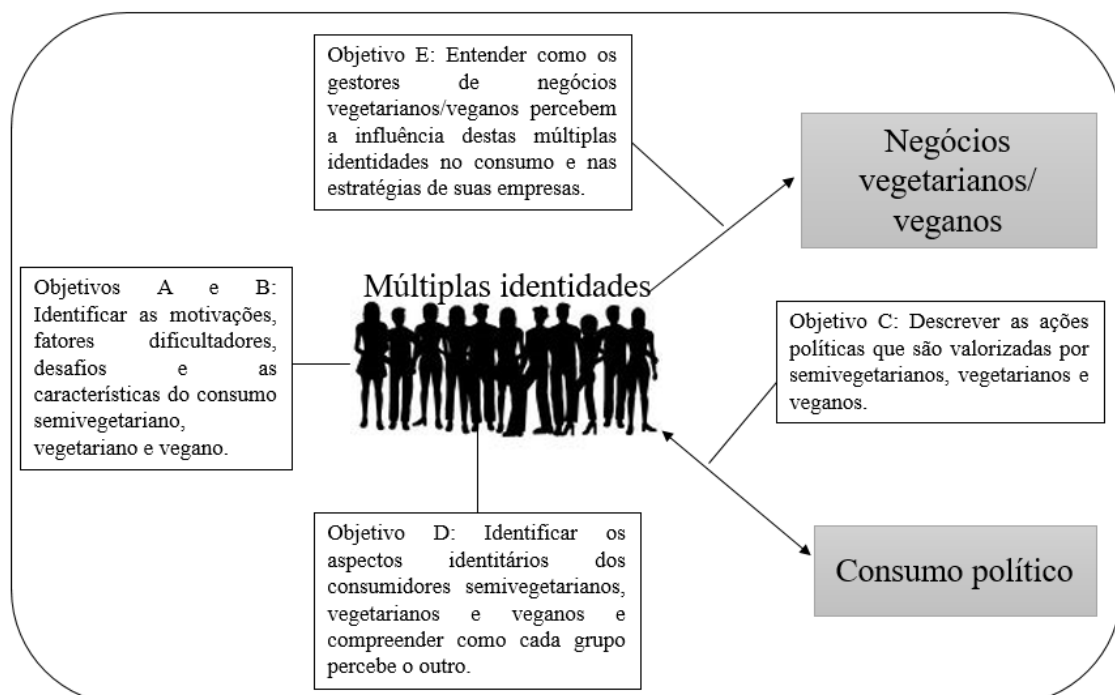 Objetivo E: Entender como os
gestores de negócios
vegetarianos/veganos percebem
a influência destas múltiplas
identidades no consumo e nas
estratégias de suas empresas.
Negócios
vegetarianos/
veganos
Múltiplas identidades
Objetivos A e B:
Identificar as motivações,
fatores dificultadores,
desafios e as
características do consumo
semivegetariano,
vegetariano e vegano.
Objetivo C: Descrever as ações
políticas que são valorizadas por
semivegetarianos, vegetarianos e
veganos.
Objetivo D: Identificar os
aspectos identitários dos
consumidores semivegetarianos,
vegetarianos e veganos e
compreender como cada grupo
percebe o outro.
Consumo político